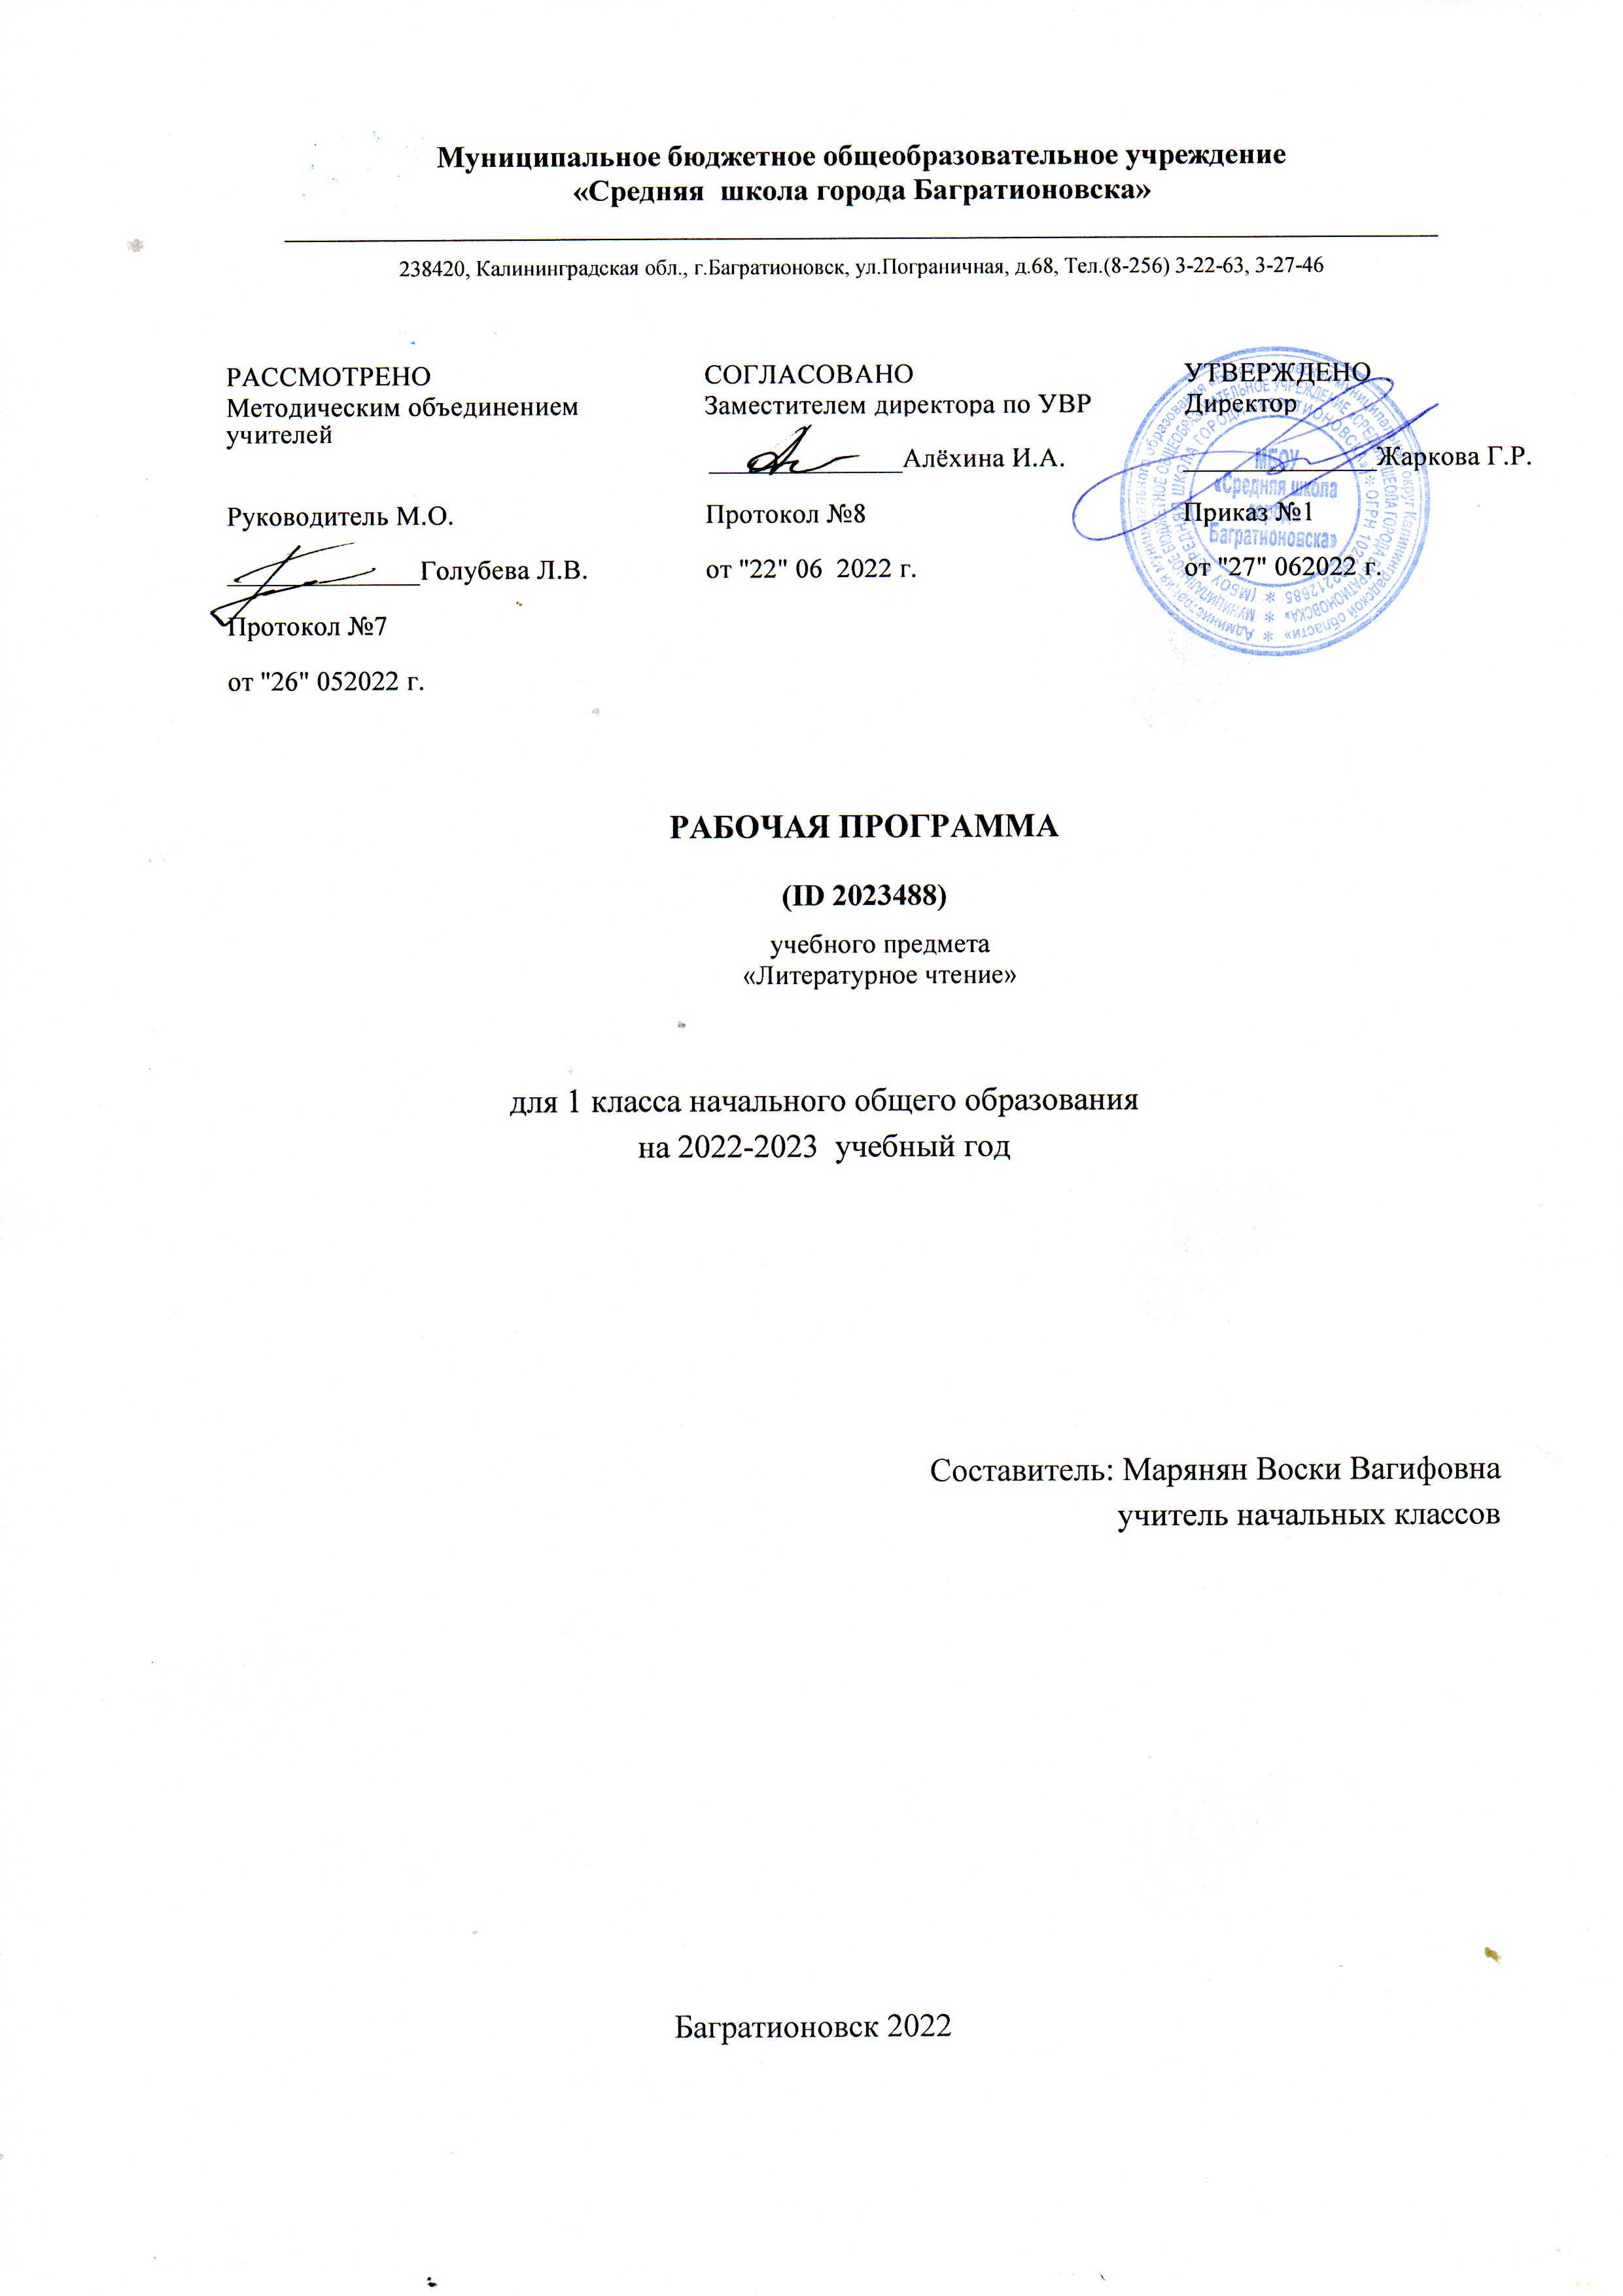 Муниципальное бюджетное общеобразовательное учреждение
«Средняя школа города Багратионовска»
238420, Калининградская обл., г.Багратионовск, ул.Пограничная, д.68, Тел.(8-256) 3-22-63, 3-27-46
РАССМОТРЕНО
Методическим объединением
учителей
Руководитель М.О.
______________Голубева Л.В.
Протокол №7
от "26" 052022 г.
СОГЛАСОВАНО
Заместителем директора по УВР
______________Алёхина И.А.
Протокол №8
от "22" 06 2022 г.
УТВЕРЖДЕНО
Директор
______________Жаркова Г.Р.
Приказ №1
от "27" 062022 г.
МБОУ
«Средняя школа
Багратионовска»
РАБОЧАЯ ПРОГРАММА
(ID 2023488)
учебного предмета
«Литературное чтение»
для 1 класса начального общего образования
на 2022-2023 учебный год
Составитель: Марянян Воски Вагифовна
учитель начальных классов
Багратионовск 2022